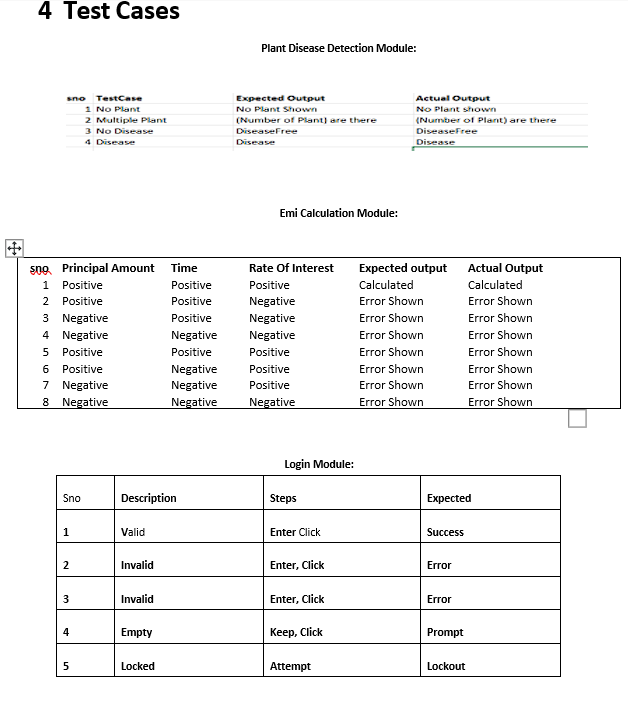 4 Test Cases
Plant Disease Detection Module:
sno TestCase Expected Output Actual Output
1 No Plant No Plant Shown No Plant shown
2 Multiple Plant (Number of Plant) are there (Number of Plant) are there
3 No Disease DiseaseFree DiseaseFree
4 Disease Disease Disease
Emi Calculation Module:
sno Principal Amount Time Rate Of Interest Expected output Actual Output
1 Positive Positive Positive Calculated Calculated
2 Positive Positive Negative Error Shown Error Shown
3 Negative Positive Negative Error Shown Error Shown
4 Negative Negative Negative Error Shown Error Shown
5 Positive Positive Positive Error Shown Error Shown
6 Positive Negative Positive Error Shown Error Shown
7 Negative Negative Positive Error Shown Error Shown
8 Negative Negative Negative Error Shown Error Shown
Login Module:
Sno Description Steps Expected
1 Valid Enter Click Success
2 Invalid Enter, Click Error
3 Invalid Enter, Click Error
4 Empty Keep, Click Prompt
5 Locked Attempt Lockout